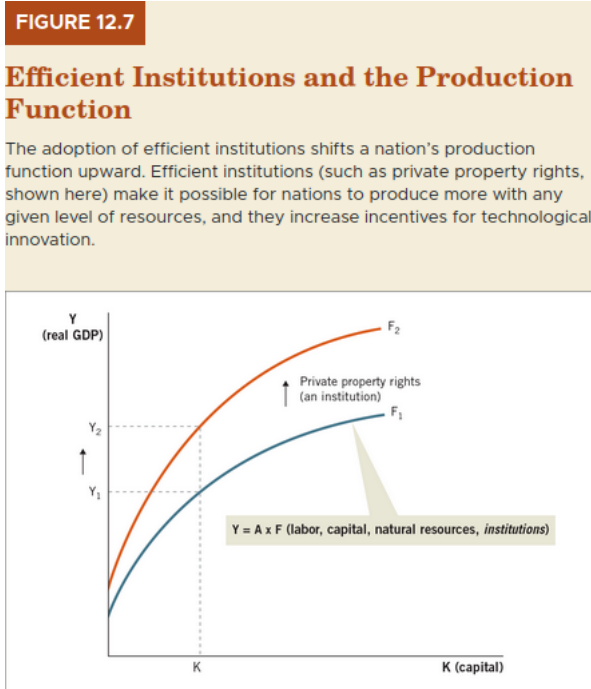 FIGURE 12.7
Efficient Institutions and the Production
Function
The adoption of efficient institutions shifts a nation's production
function upward. Efficient institutions (such as private property rights,
shown here) make it possible for nations to produce more with any
given level of resources, and they increase incentives for technological
innovation.
Y
(real GDP)
F₂
Private property rights
(an institution)
F₁
Y₂
Y₁
Y = A x F (labor, capital, natural resources, institutions)
K
K (capital)